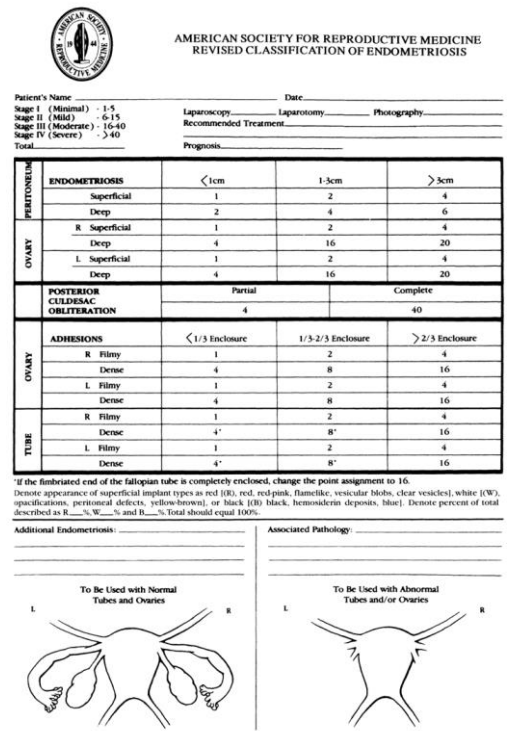 AMERICAN SOCIETY
19 44
REPRODUCTIVE MEDICINE
AMERICAN SOCIETY FOR REPRODUCTIVE MEDICINE
REVISED CLASSIFICATION OF ENDOMETRIOSIS
Patient's Name Date
Stage I (Minimal) - 1-5
Stage II (Mild) - 6-15
Stage III (Moderate) - 16-40
Stage IV (Severe) - >40
Total
Laparoscopy Laparotomy Photography
Recommended Treatment
Prognosis
PERITONEUM
ENDOMETRIOSIS <1cm 1-3cm >3cm
Superficial 1 2 4
Deep 2 4 6
OVARY
R Superficial 1 2 4
Deep 4 16 20
L Superficial 1 2 4
Deep 4 16 20
POSTERIOR CULDESAC OBLITERATION
Partial Complete
4 40
OVARY
ADHESIONS <1/3 Enclosure 1/3-2/3 Enclosure >2/3 Enclosure
R Filmy 1 2 4
Dense 4 8 16
L Filmy 1 2 4
Dense 4 8 16
TUBE
R Filmy 1 2 4
Dense 4* 8* 16
L Filmy 1 2 4
Dense 4* 8* 16
*If the fimbriated end of the fallopian tube is completely enclosed, change the point assignment to 16.
Denote appearance of superficial implant types as red [(R), red, red-pink, flamelike, vesicular blobs, clear vesicles], white [(W),
opacifications, peritoneal defects, yellow-brown], or black [(B) black, hemosiderin deposits, blue]. Denote percent of total
described as R__%, W__% and B__%. Total should equal 100%.
Additional Endometriosis:
Associated Pathology:
To Be Used with Normal
Tubes and Ovaries
L R
To Be Used with Abnormal
Tubes and/or Ovaries
L R